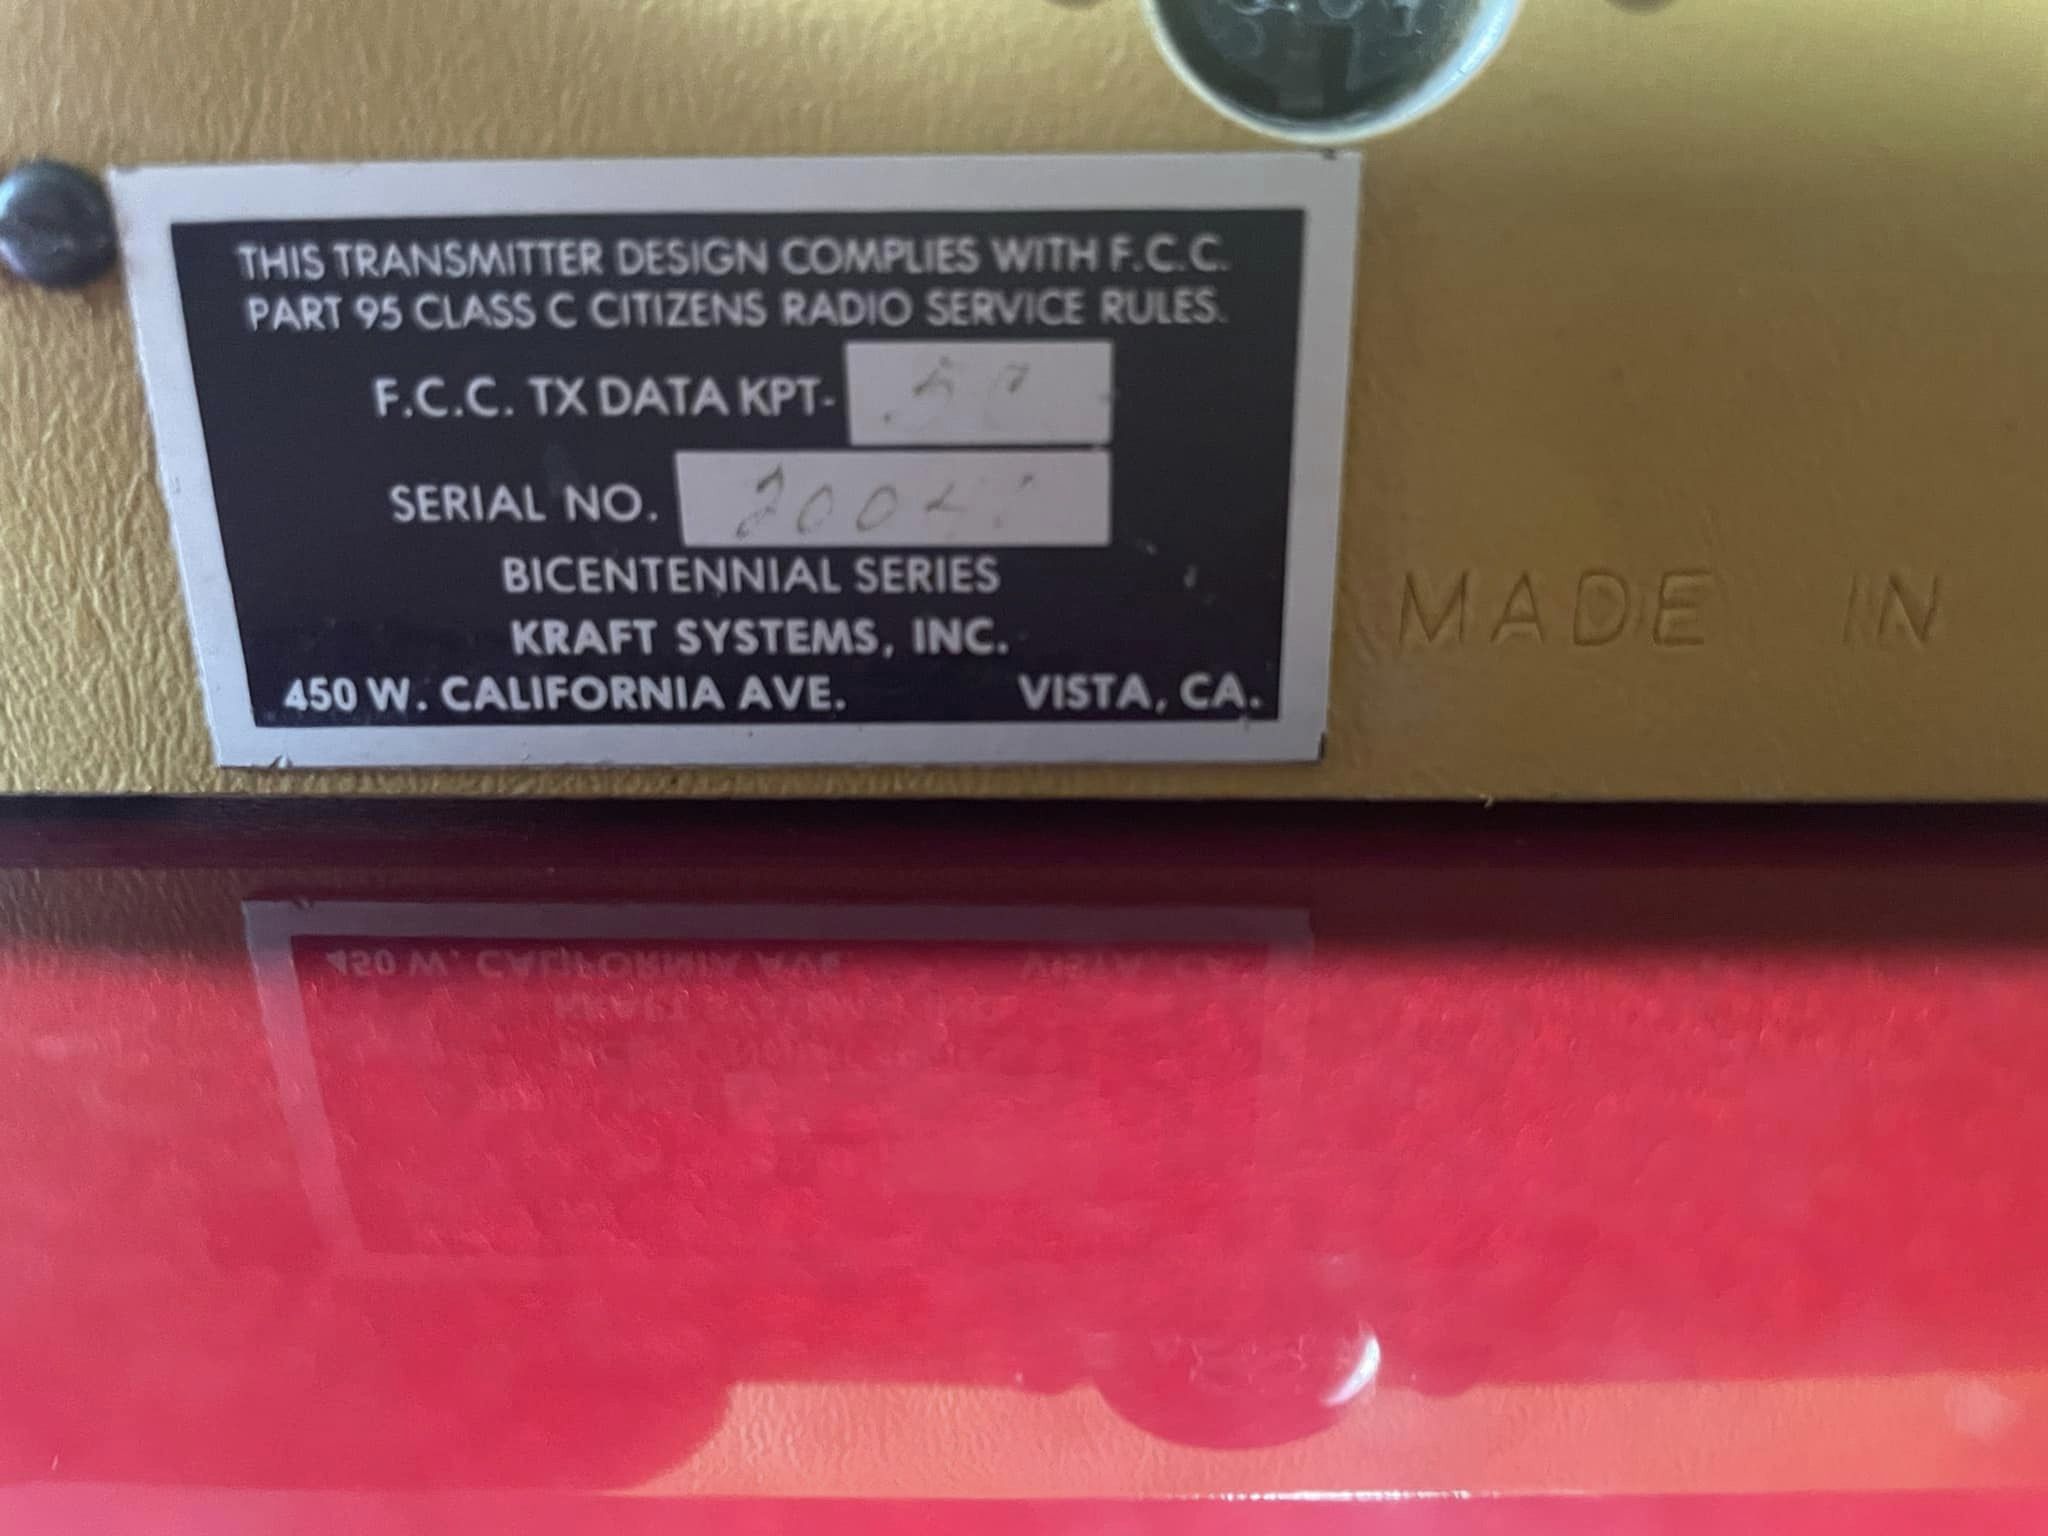 THIS TRANSMITTER DESIGN COMPLIES WITH F.C.C.
PART 95 CLASS C CITIZENS RADIO SERVICE RULES.
F.C.C. TX DATA KPT-
SERIAL NO.
BICENTENNIAL SERIES
KRAFT SYSTEMS, INC.
450 W. CALIFORNIA AVE. VISTA, CA.
MADE IN